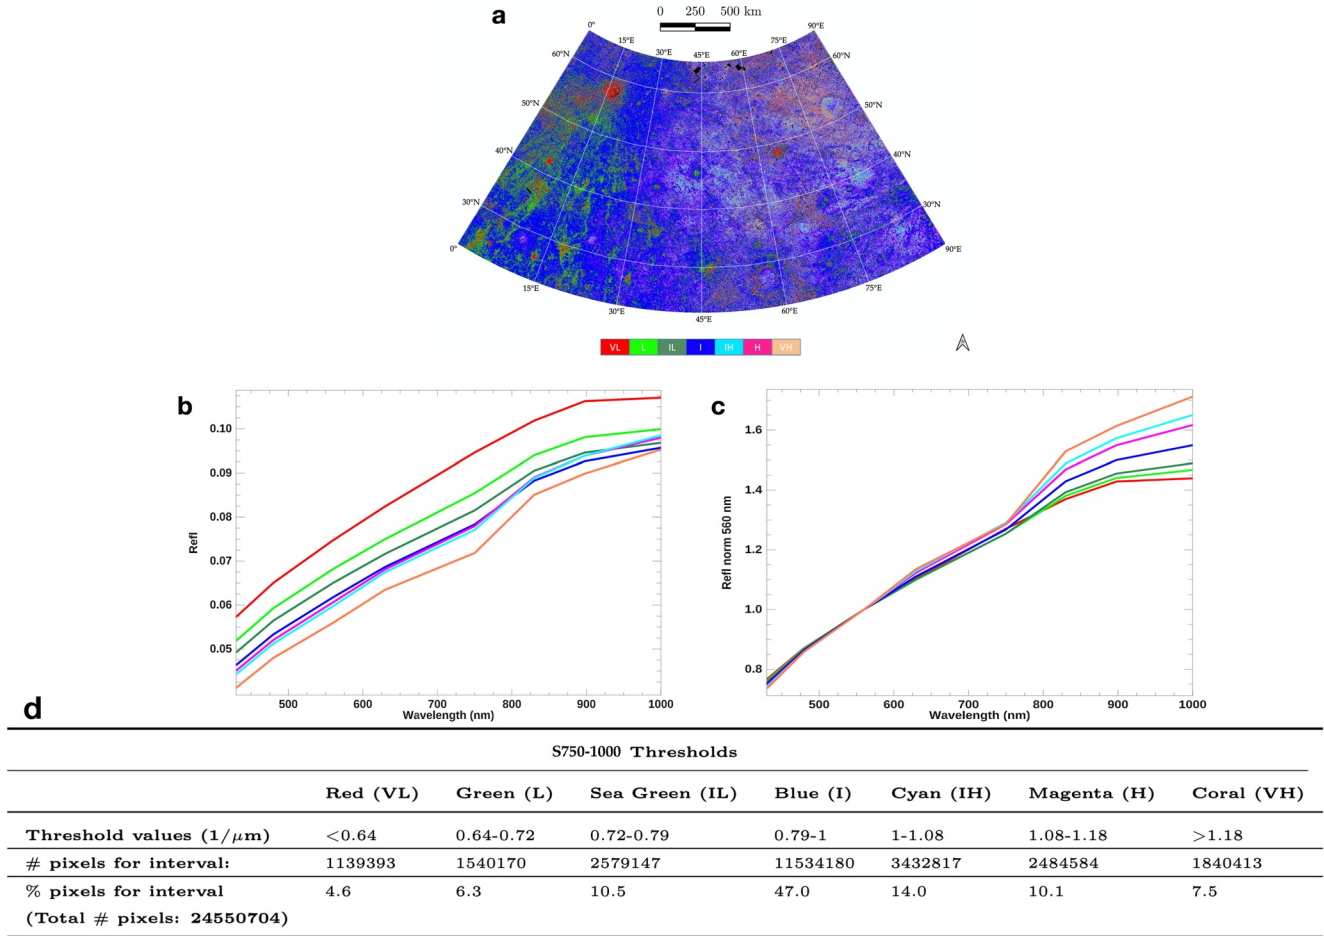 a
0 250 500 km
0° 90°E
15°E 30°E 45°E 60°E 75°E
60°N 60°N
50°N 50°N
40°N 40°N
30°N 30°N
0° 90°E
15°E 75°E
30°E 60°E
45°E
VL L IL I IH H VH
b
Refl
0.10
0.09
0.08
0.07
0.06
0.05
500 600 700 800 900 1000
Wavelength (nm)
c
Refl norm 560 nm
1.6
1.4
1.2
1.0
0.8
500 600 700 800 900 1000
Wavelength (nm)
d
S750-1000 Thresholds
Red (VL) Green (L) Sea Green (IL) Blue (I) Cyan (IH) Magenta (H) Coral (VH)
Threshold values (1/μm) <0.64 0.64-0.72 0.72-0.79 0.79-1 1-1.08 1.08-1.18 >1.18
# pixels for interval: 1139393 1540170 2579147 11534180 3432817 2484584 1840413
% pixels for interval 4.6 6.3 10.5 47.0 14.0 10.1 7.5
(Total # pixels: 24550704)